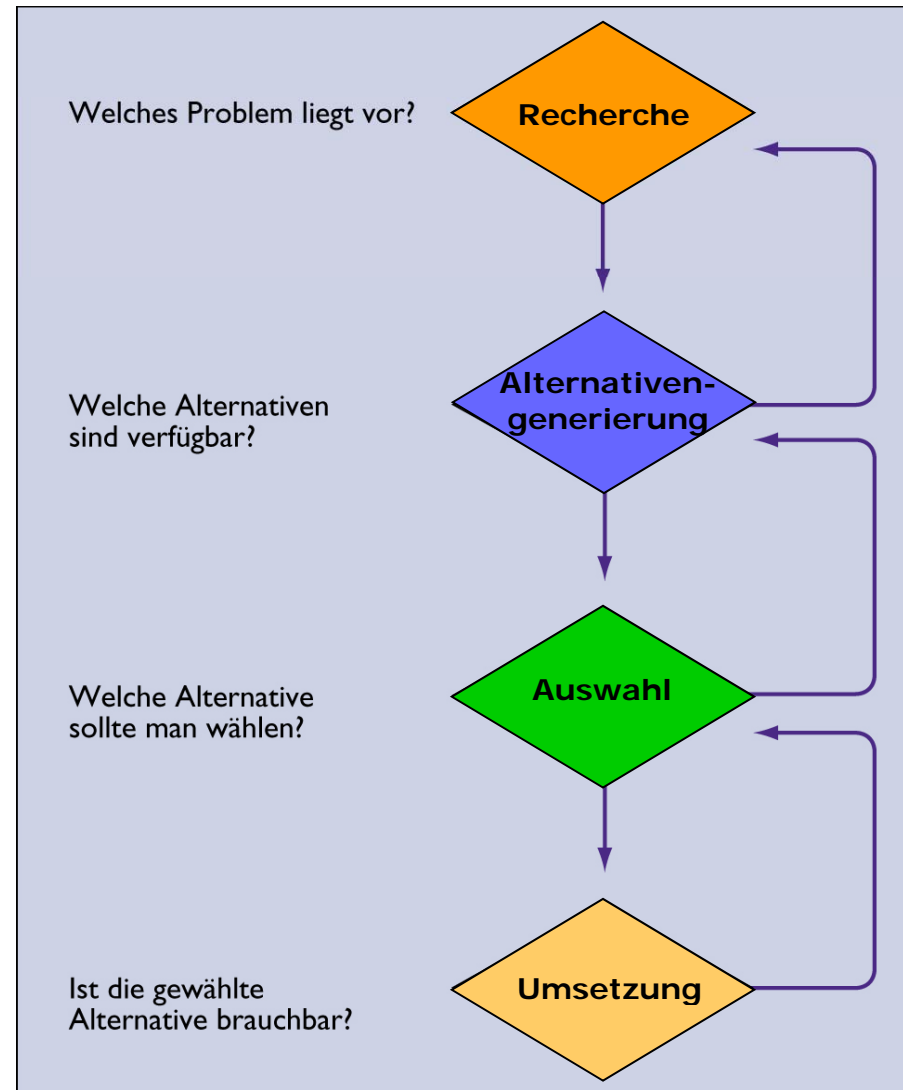 Welches Problem liegt vor?
Recherche
Welche Alternativen
sind verfügbar?
Alternativen-
generierung
Welche Alternative
sollte man wählen?
Auswahl
Ist die gewählte
Alternative brauchbar?
Umsetzung